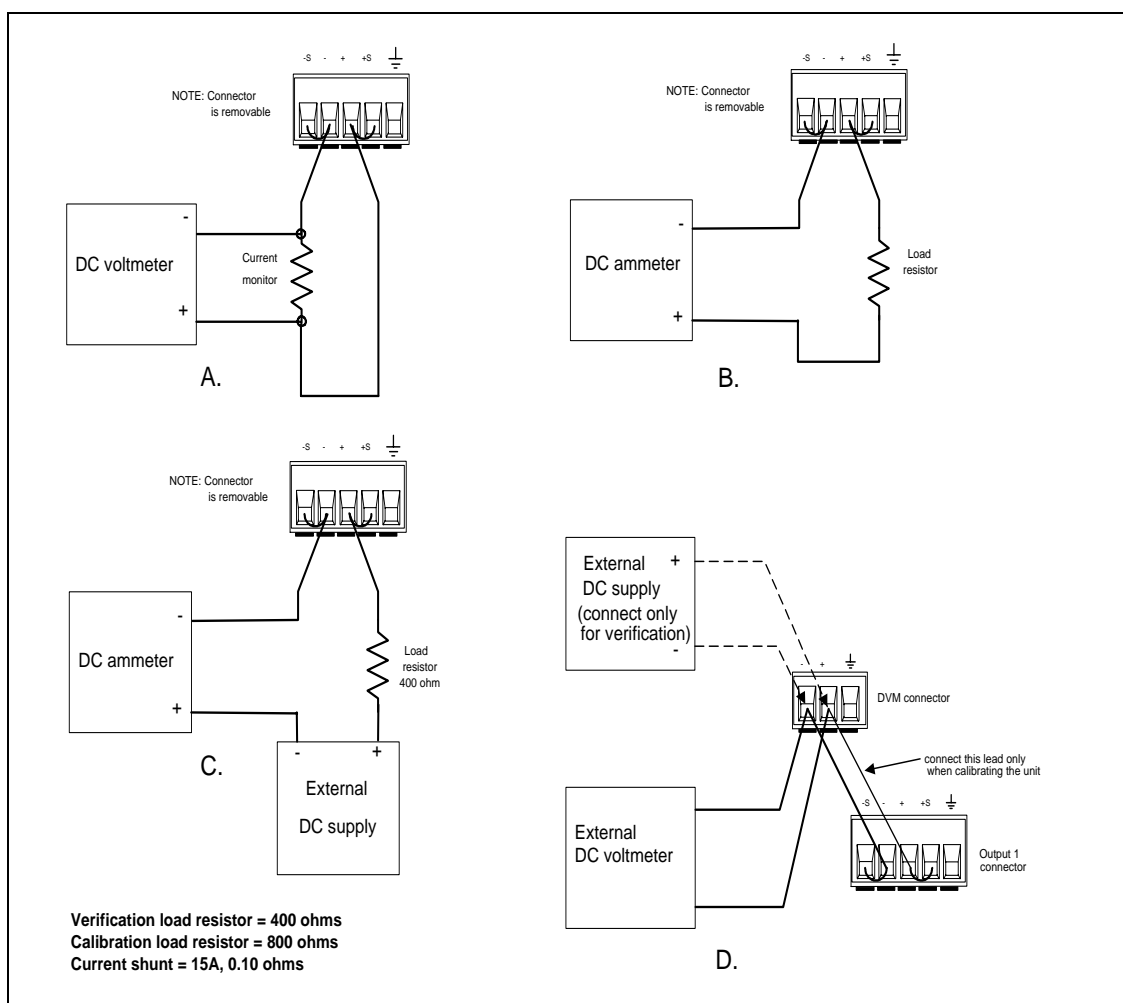 -S - + +S
NOTE: Connector
is removable
DC voltmeter
-
+
Current
monitor
A.
-S - + +S
NOTE: Connector
is removable
DC ammeter
-
+
Load
resistor
B.
-S - + +S
NOTE: Connector
is removable
DC ammeter
-
+
Load
resistor
400 ohm
- +
External
DC supply
C.
External
DC supply
(connect only
for verification)
+
-
- +
DVM connector
connect this lead only
when calibrating the unit
-S - + +S
Output 1
connector
External
DC voltmeter
D.
Verification load resistor = 400 ohms
Calibration load resistor = 800 ohms
Current shunt = 15A, 0.10 ohms